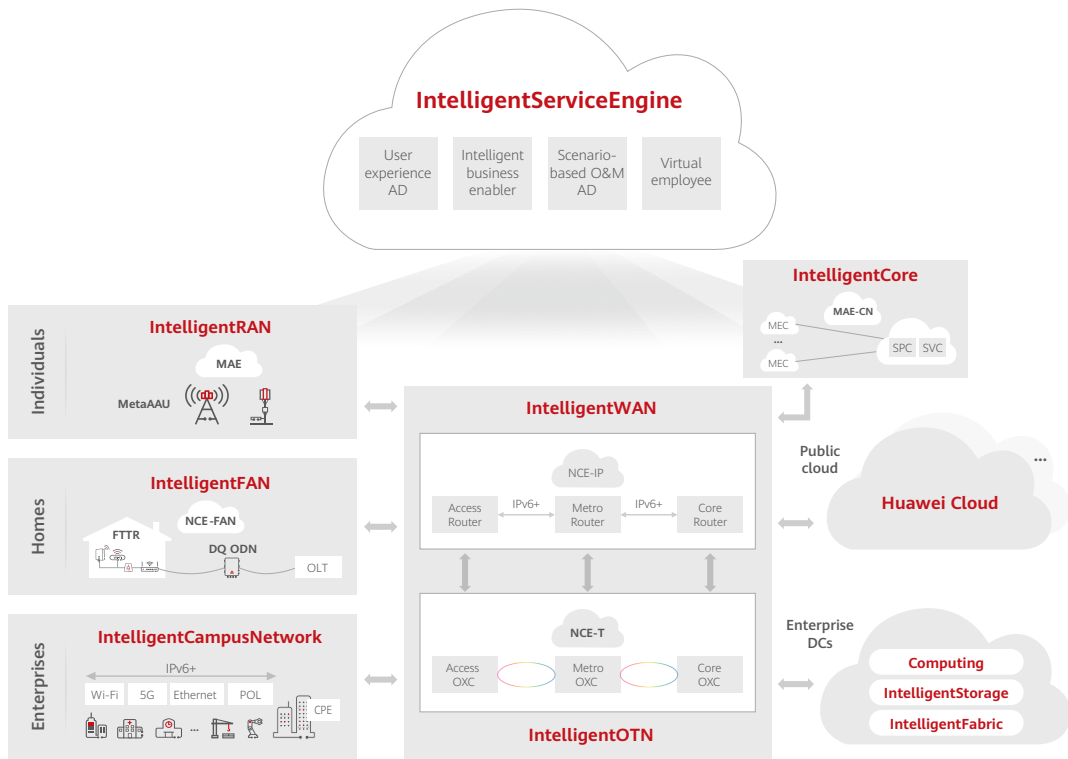 IntelligentServiceEngine
User
experience
AD
Intelligent
business
enabler
Scenario-
based O&M
AD
Virtual
employee
IntelligentCore
MAE-CN
MEC
...
MEC
SPC
SVC
Individuals
IntelligentRAN
MAE
MetaAAU
Homes
IntelligentFAN
NCE-FAN
FTTR
DQ ODN
OLT
Enterprises
IntelligentCampusNetwork
IPv6+
Wi-Fi
5G
Ethernet
POL
CPE
...
IntelligentWAN
NCE-IP
Access
Router
IPv6+
Metro
Router
IPv6+
Core
Router
NCE-T
Access
OXC
Metro
OXC
Core
OXC
IntelligentOTN
Public
cloud
...
Huawei Cloud
Enterprise
DCs
Computing
IntelligentStorage
IntelligentFabric